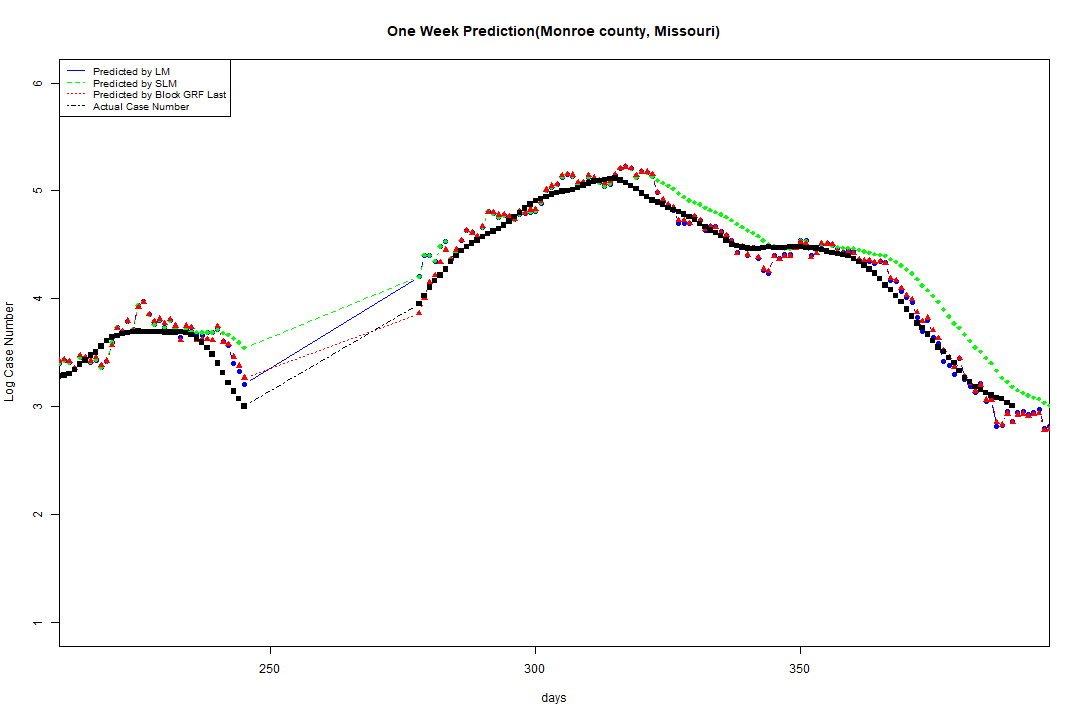 One Week Prediction(Monroe county, Missouri)
Predicted by LM
Predicted by SLM
Predicted by Block GRF Last
Actual Case Number
6
5
4
3
2
1
Log Case Number
250 300 350
days